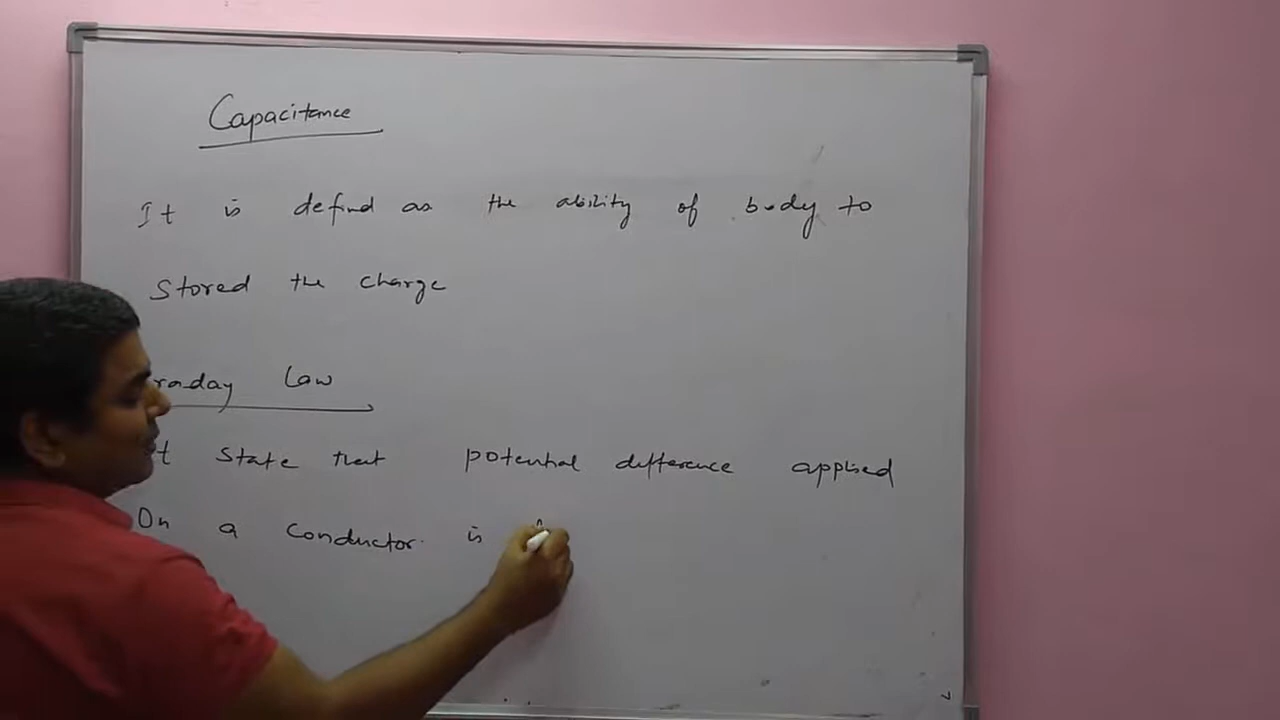 Capacitance
It is defind as the ability of body to
Stored the charge
raday Law
t state that potential difference applied
On a conductor is